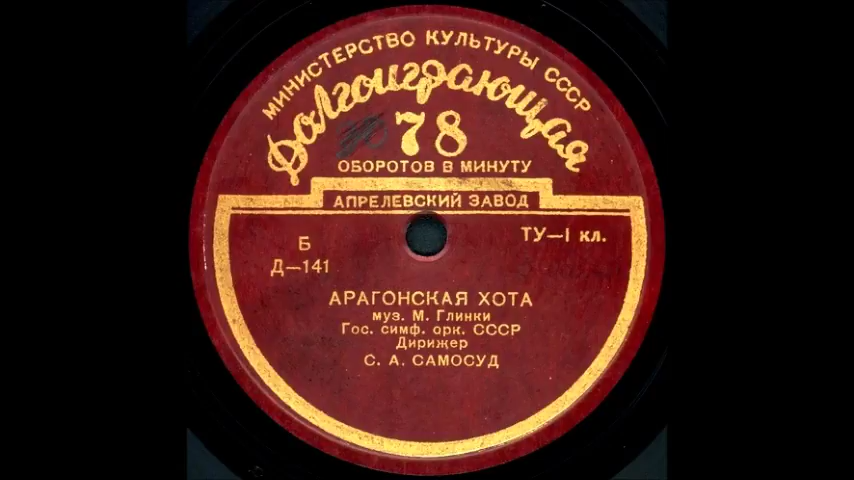 МИНИСТЕРСТВО КУЛЬТУРЫ СССР
Долгоиграющая
78
ОБОРОТОВ В МИНУТУ
АПРЕЛЕВСКИЙ ЗАВОД
Б
ТУ—I кл.
Д—141
АРАГОНСКАЯ ХОТА
муз. М. Глинки
Гос. симф. орк. СССР
Дирижер
С. А. САМОСУД